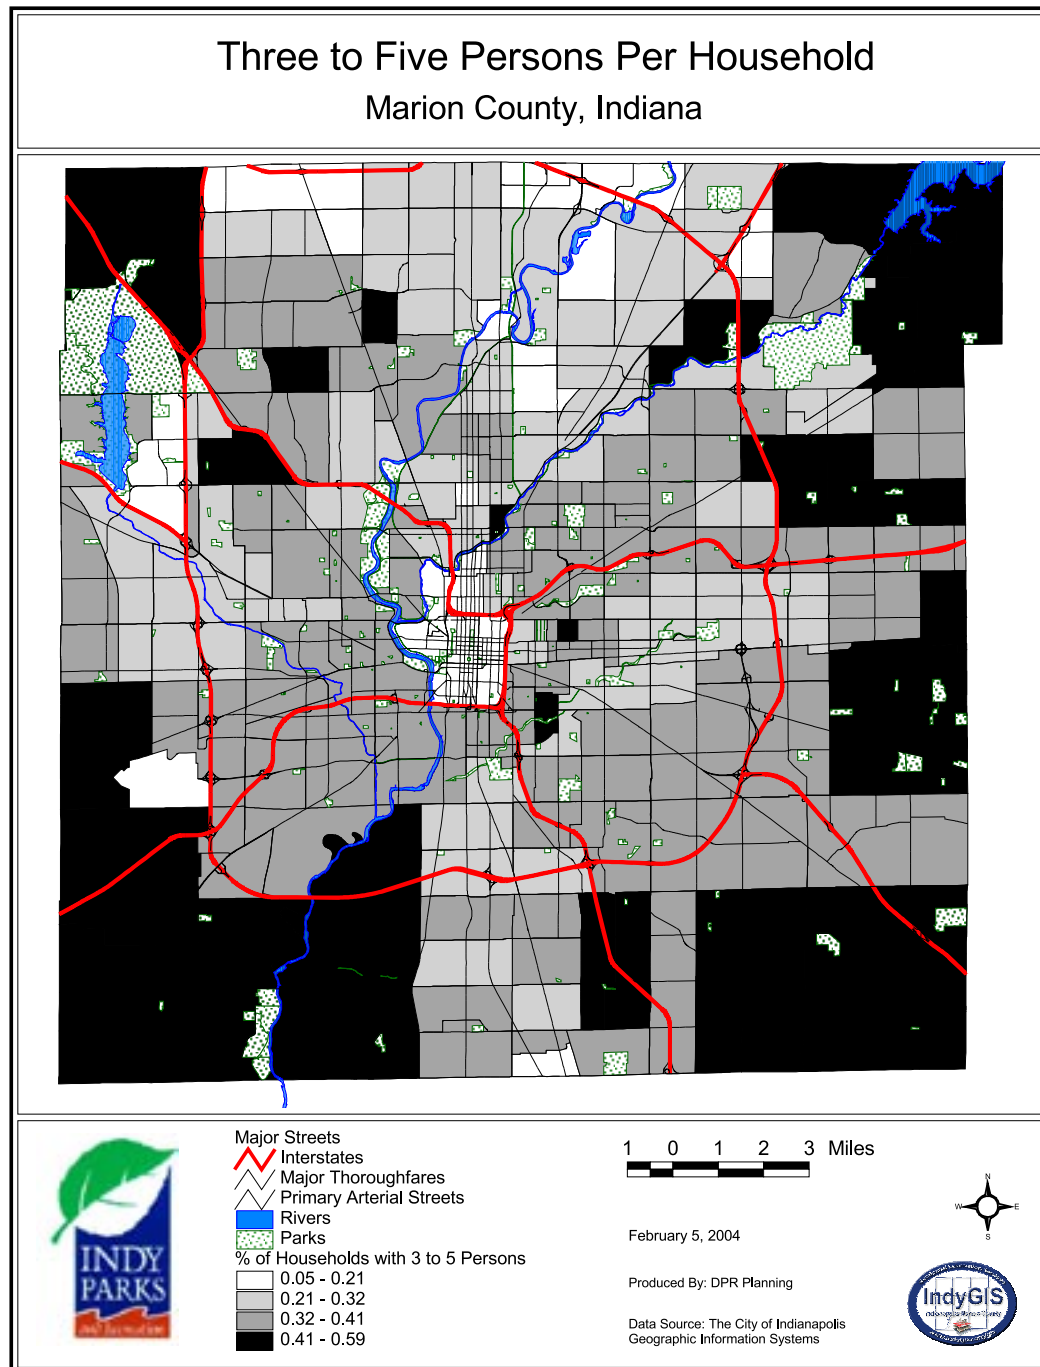 Three to Five Persons Per Household
Marion County, Indiana
Major Streets
Interstates
Major Thoroughfares
Primary Arterial Streets
Rivers
Parks
% of Households with 3 to 5 Persons
0.05 - 0.21
0.21 - 0.32
0.32 - 0.41
0.41 - 0.59
1 0 1 2 3 Miles
February 5, 2004
Produced By: DPR Planning
Data Source: The City of Indianapolis
Geographic Information Systems
N
W E
S
INDY
PARKS
and recreation
IndyGIS